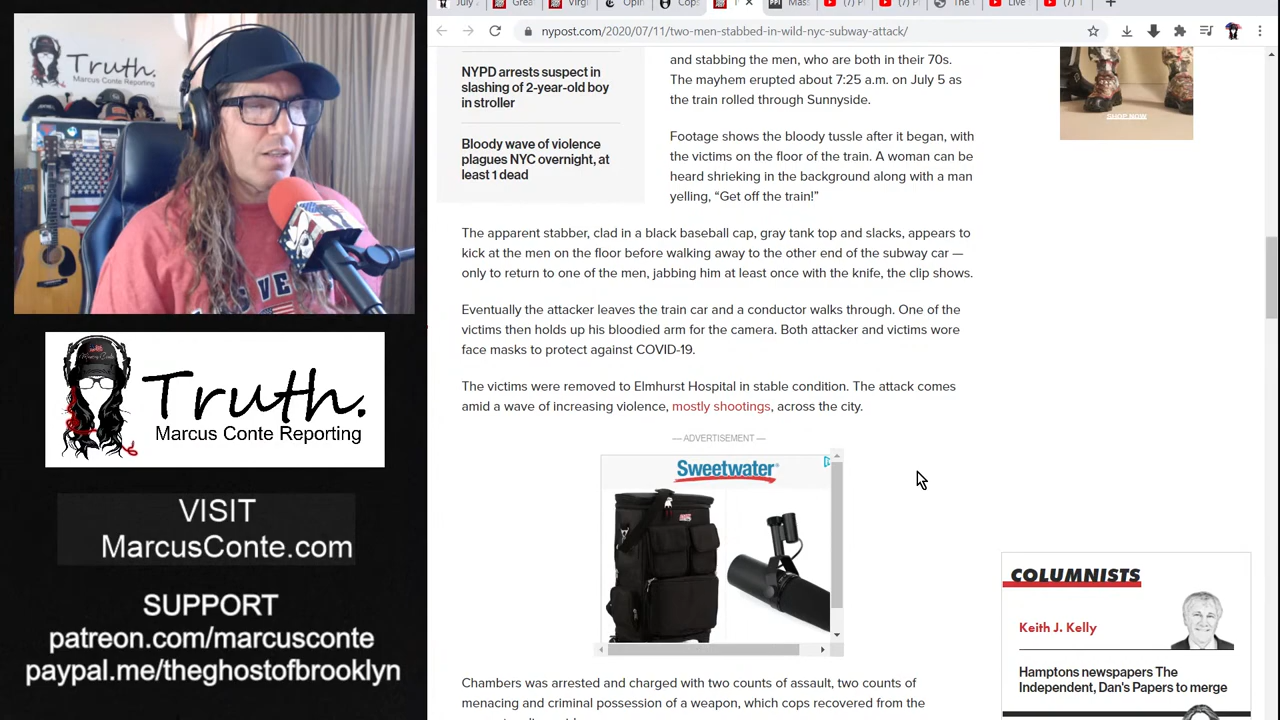 Truth.
Marcus Conte Reporting
Truth.
Marcus Conte Reporting
VISIT
MarcusConte.com
SUPPORT
patreon.com/marcusconte
paypal.me/theghostofbrooklyn
July
Grea
Virgi
Opin
Cops
Mas
(7) P
(7) P
The
Live
(7) T
nypost.com/2020/07/11/two-men-stabbed-in-wild-nyc-subway-attack/
NYPD arrests suspect in
slashing of 2-year-old boy
in stroller
Bloody wave of violence
plagues NYC overnight, at
least 1 dead
and stabbing the men, who are both in their 70s.
The mayhem erupted about 7:25 a.m. on July 5 as
the train rolled through Sunnyside.
Footage shows the bloody tussle after it began, with
the victims on the floor of the train. A woman can be
heard shrieking in the background along with a man
yelling, “Get off the train!”
The apparent stabber, clad in a black baseball cap, gray tank top and slacks, appears to
kick at the men on the floor before walking away to the other end of the subway car —
only to return to one of the men, jabbing him at least once with the knife, the clip shows.
Eventually the attacker leaves the train car and a conductor walks through. One of the
victims then holds up his bloodied arm for the camera. Both attacker and victims wore
face masks to protect against COVID-19.
The victims were removed to Elmhurst Hospital in stable condition. The attack comes
amid a wave of increasing violence, mostly shootings, across the city.
— ADVERTISEMENT —
Sweetwater
Chambers was arrested and charged with two counts of assault, two counts of
menacing and criminal possession of a weapon, which cops recovered from the
COLUMNISTS
Keith J. Kelly
Hamptons newspapers The
Independent, Dan's Papers to merge